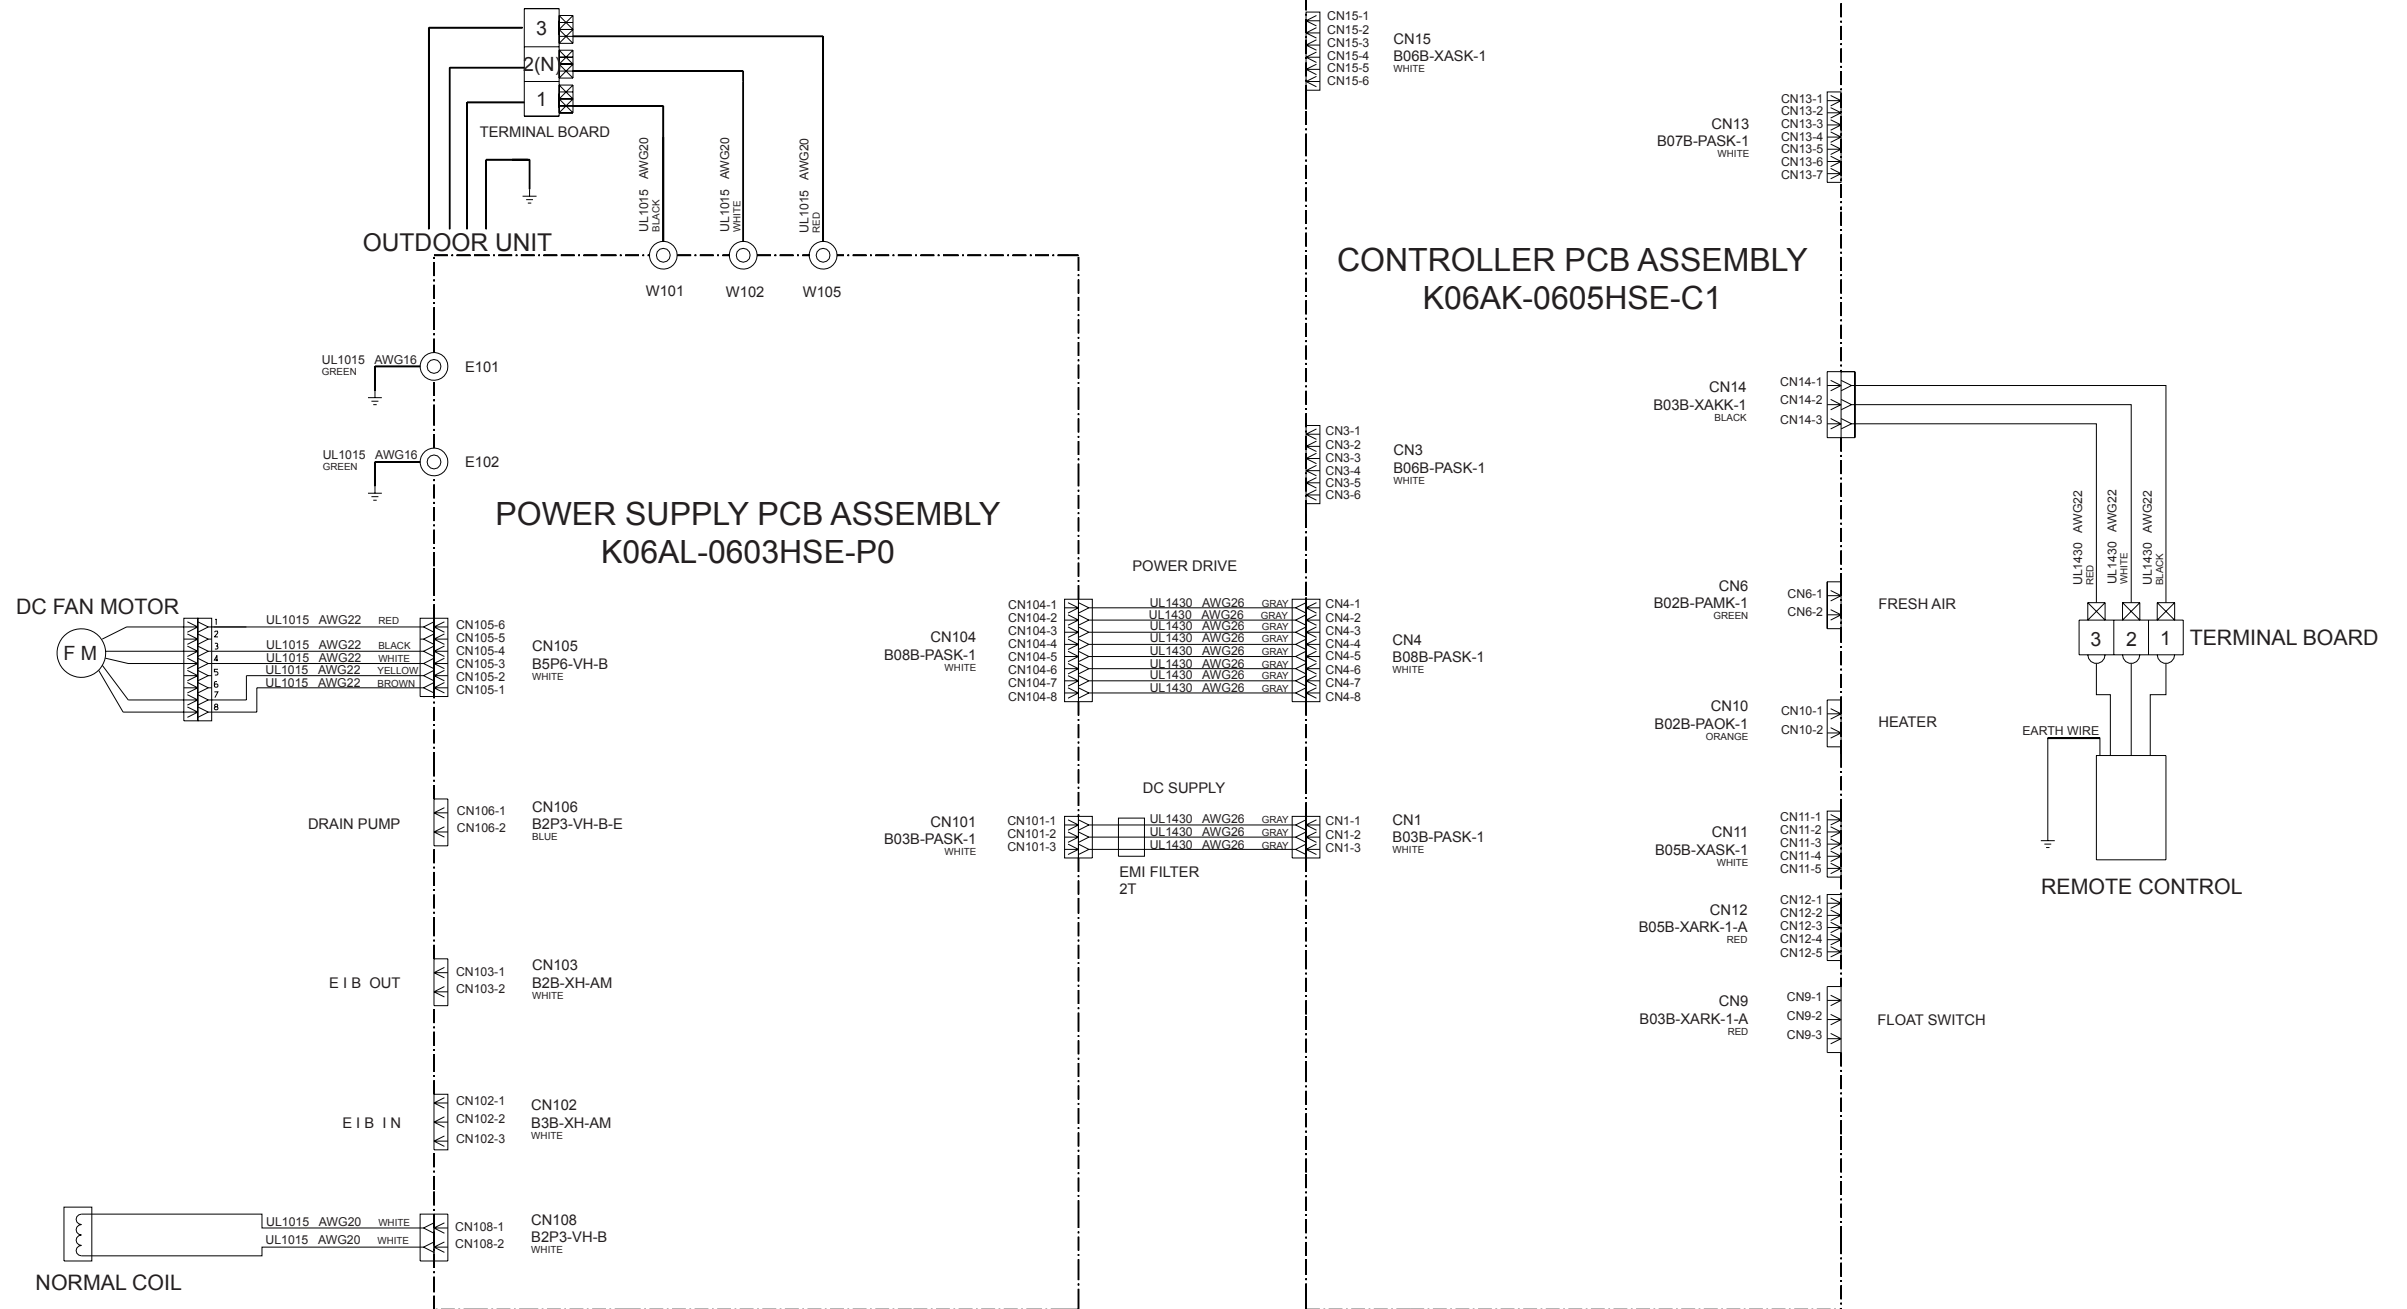 3
2(N)
1
TERMINAL BOARD
UL1015 AWG20
BLACK
UL1015 AWG20
WHITE
UL1015 AWG20
RED
OUTDOOR UNIT
W101
W102
W105
UL1015 AWG16
GREEN
E101
UL1015 AWG16
GREEN
E102
POWER SUPPLY PCB ASSEMBLY
K06AL-0603HSE-P0
DC FAN MOTOR
F M
1
2
3
4
5
6
7
8
UL1015 AWG22 RED
UL1015 AWG22 BLACK
UL1015 AWG22 WHITE
UL1015 AWG22 YELLOW
UL1015 AWG22 BROWN
CN105-6
CN105-5
CN105-4
CN105-3
CN105-2
CN105-1
CN105
B5P6-VH-B
WHITE
DRAIN PUMP
CN106-1
CN106-2
CN106
B2P3-VH-B-E
BLUE
E I B OUT
CN103-1
CN103-2
CN103
B2B-XH-AM
WHITE
E I B I N
CN102-1
CN102-2
CN102-3
CN102
B3B-XH-AM
WHITE
UL1015 AWG20 WHITE
UL1015 AWG20 WHITE
CN108-1
CN108-2
CN108
B2P3-VH-B
WHITE
NORMAL COIL
CN104
B08B-PASK-1
WHITE
CN104-1
CN104-2
CN104-3
CN104-4
CN104-5
CN104-6
CN104-7
CN104-8
POWER DRIVE
UL1430 AWG26 GRAY
UL1430 AWG26 GRAY
UL1430 AWG26 GRAY
UL1430 AWG26 GRAY
UL1430 AWG26 GRAY
UL1430 AWG26 GRAY
UL1430 AWG26 GRAY
UL1430 AWG26 GRAY
CN4-1
CN4-2
CN4-3
CN4-4
CN4-5
CN4-6
CN4-7
CN4-8
CN4
B08B-PASK-1
WHITE
CN101
B03B-PASK-1
WHITE
CN101-1
CN101-2
CN101-3
DC SUPPLY
UL1430 AWG26 GRAY
UL1430 AWG26 GRAY
UL1430 AWG26 GRAY
EMI FILTER
2T
CN1-1
CN1-2
CN1-3
CN1
B03B-PASK-1
WHITE
CN15-1
CN15-2
CN15-3
CN15-4
CN15-5
CN15-6
CN15
B06B-XASK-1
WHITE
CN13
B07B-PASK-1
WHITE
CN13-1
CN13-2
CN13-3
CN13-4
CN13-5
CN13-6
CN13-7
CONTROLLER PCB ASSEMBLY
K06AK-0605HSE-C1
CN3-1
CN3-2
CN3-3
CN3-4
CN3-5
CN3-6
CN3
B06B-PASK-1
WHITE
CN14
B03B-XAKK-1
BLACK
CN14-1
CN14-2
CN14-3
UL1430 AWG22
RED
UL1430 AWG22
WHITE
UL1430 AWG22
BLACK
3
2
1
TERMINAL BOARD
CN6
B02B-PAMK-1
GREEN
CN6-1
CN6-2
FRESH AIR
CN10
B02B-PAOK-1
ORANGE
CN10-1
CN10-2
HEATER
CN11
B05B-XASK-1
WHITE
CN11-1
CN11-2
CN11-3
CN11-4
CN11-5
CN12
B05B-XARK-1-A
RED
CN12-1
CN12-2
CN12-3
CN12-4
CN12-5
CN9
B03B-XARK-1-A
RED
CN9-1
CN9-2
CN9-3
FLOAT SWITCH
EARTH WIRE
REMOTE CONTROL